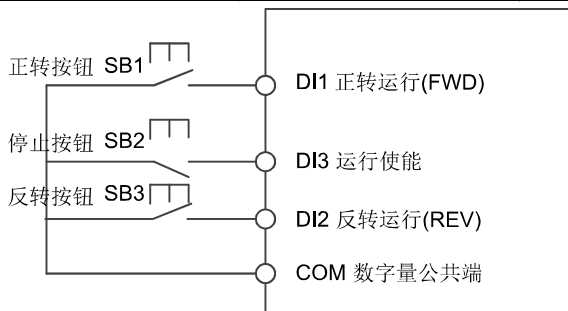 正转按钮 SB1
DI1 正转运行(FWD)
停止按钮 SB2
DI3 运行使能
反转按钮 SB3
DI2 反转运行(REV)
COM 数字量公共端